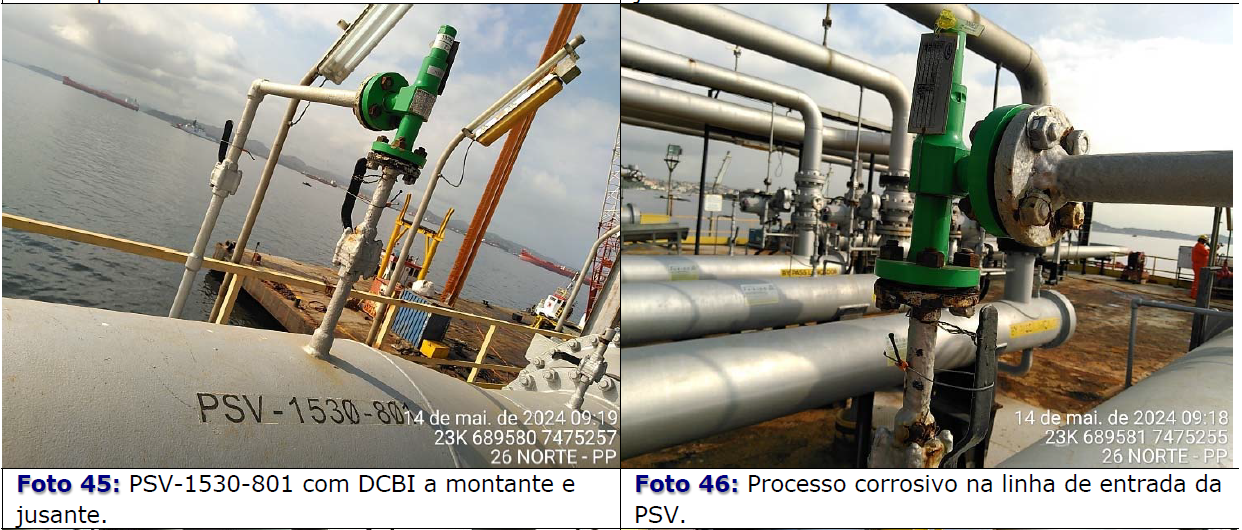 PSV-1530-801
14 de mai. de 2024 09:19
23K 689580 7475257
26 NORTE - PP
BYPASS LANÇADOR
14 de mai. de 2024 09:18
23K 689581 7475255
26 NORTE - PP
Foto 45: PSV-1530-801 com DCBI a montante e
jusante.
Foto 46: Processo corrosivo na linha de entrada da
PSV.